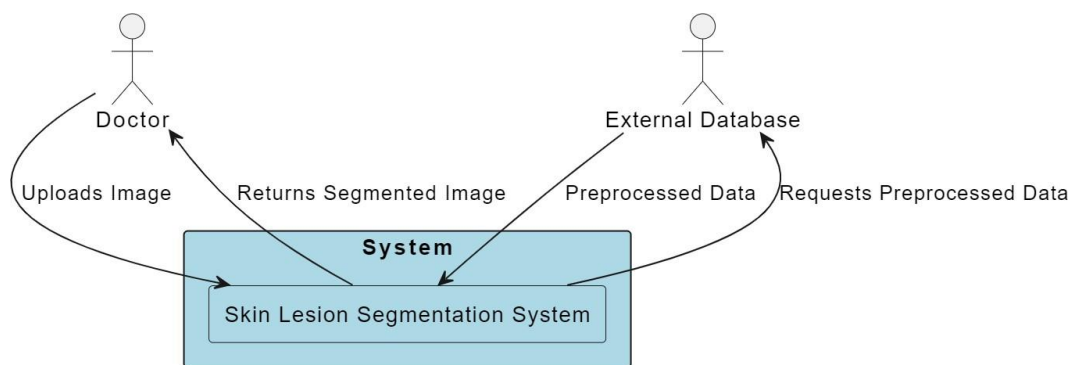 Doctor
External Database
Uploads Image
Returns Segmented Image
Preprocessed Data
Requests Preprocessed Data
System
Skin Lesion Segmentation System